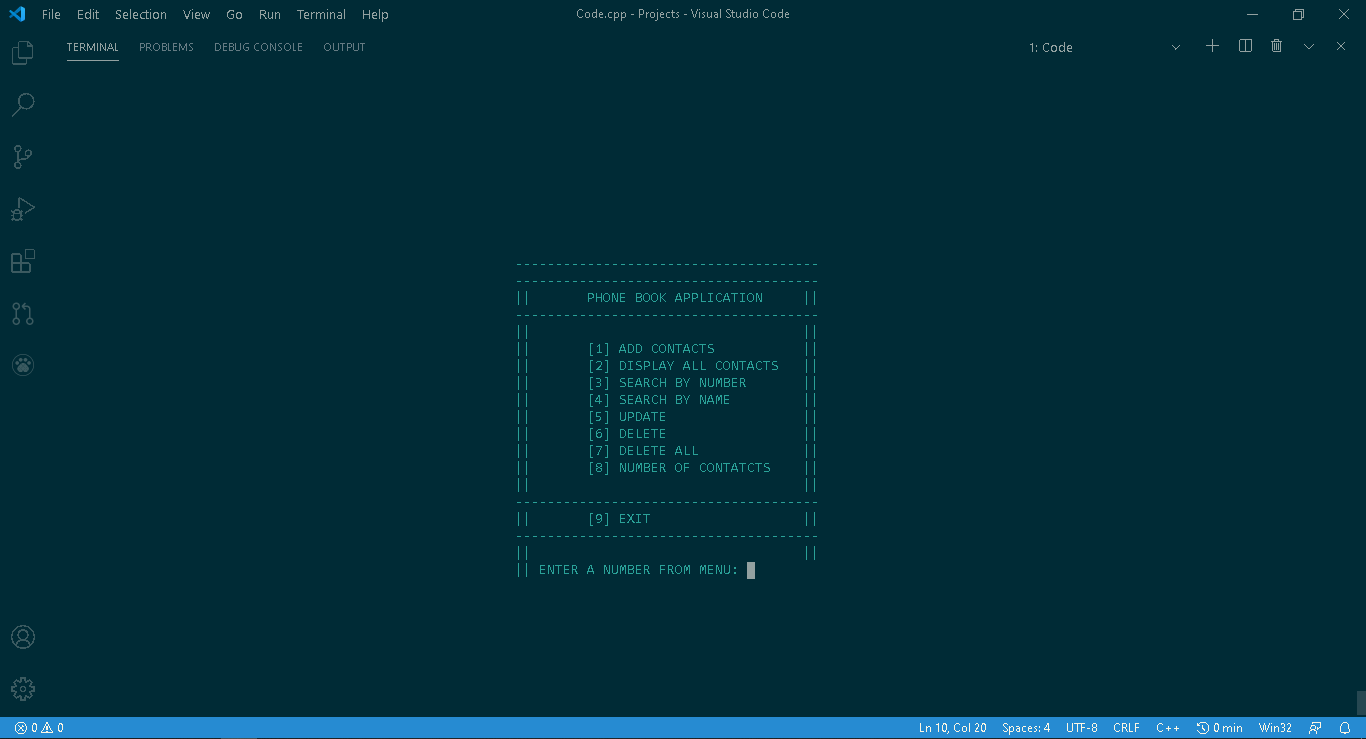 File Edit Selection View Go Run Terminal Help Code.cpp - Projects - Visual Studio Code
TERMINAL PROBLEMS DEBUG CONSOLE OUTPUT 1: Code
--------------------------------------
--------------------------------------
|| PHONE BOOK APPLICATION ||
--------------------------------------
|| ||
|| [1] ADD CONTACTS ||
|| [2] DISPLAY ALL CONTACTS ||
|| [3] SEARCH BY NUMBER ||
|| [4] SEARCH BY NAME ||
|| [5] UPDATE ||
|| [6] DELETE ||
|| [7] DELETE ALL ||
|| [8] NUMBER OF CONTATCTS ||
|| ||
--------------------------------------
|| [9] EXIT ||
--------------------------------------
|| ||
|| ENTER A NUMBER FROM MENU:
0 0 Ln 10, Col 20 Spaces: 4 UTF-8 CRLF C++ 0 min Win32